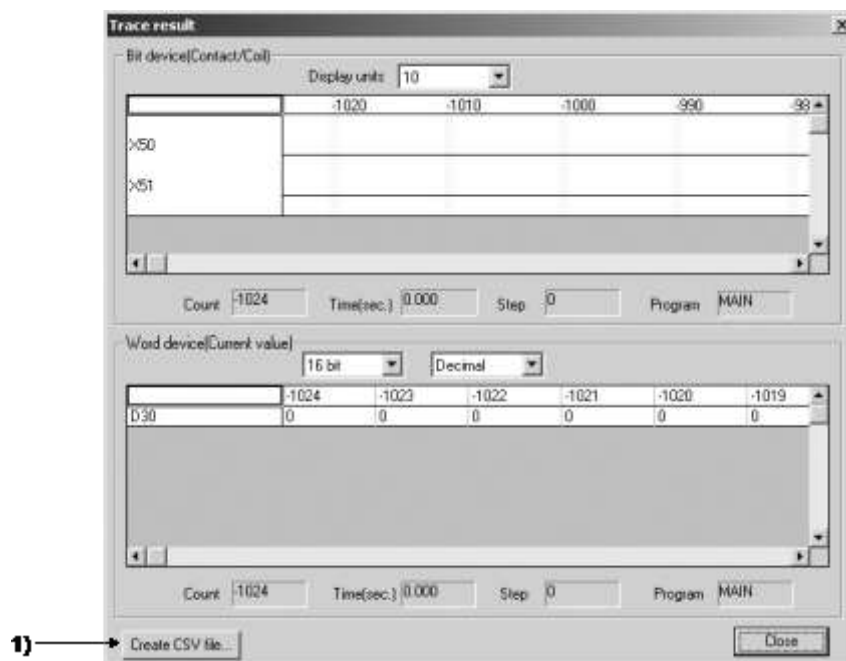 Trace result
Bit device(Contact/Coil)
Display units 10
-1020 -1010 -1000 -990 -98
X50
X51
Count -1024 Time(sec.) 0.000 Step 0 Program MAIN
Word device(Current value)
16 bit Decimal
-1024 -1023 -1022 -1021 -1020 -1019
D30 0 0 0 0 0 0
Count -1024 Time(sec.) 0.000 Step 0 Program MAIN
1) Create CSV file... Close